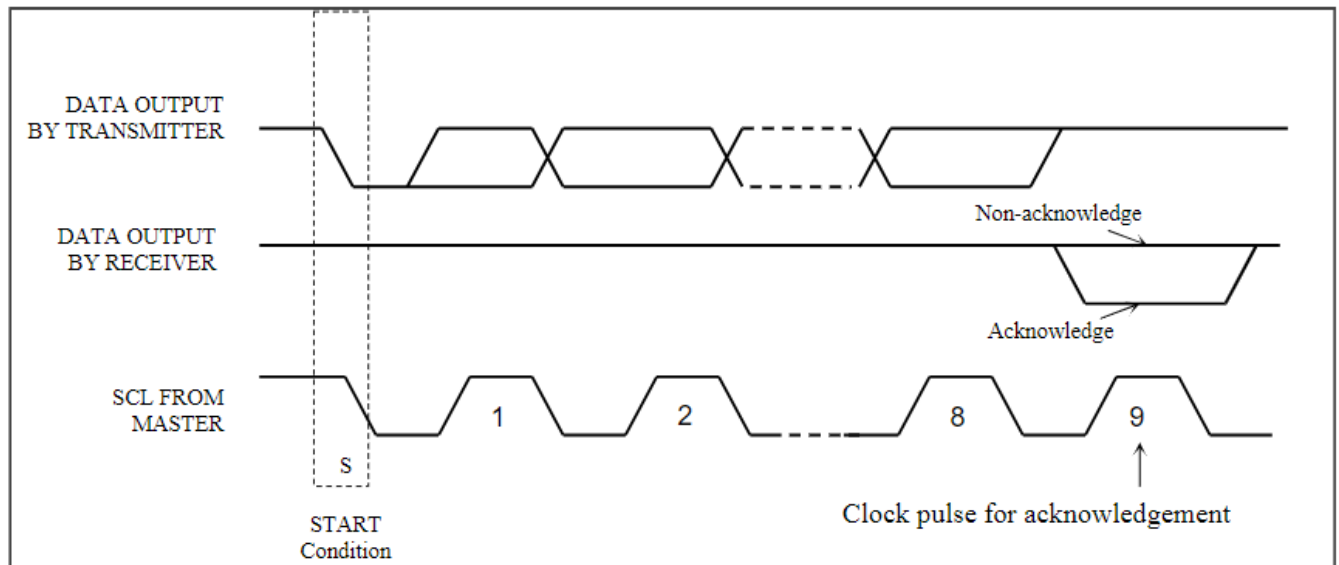 DATA OUTPUT
BY TRANSMITTER
Non-acknowledge
DATA OUTPUT
BY RECEIVER
Acknowledge
SCL FROM
MASTER
1
2
8
9
S
START
Condition
Clock pulse for acknowledgement